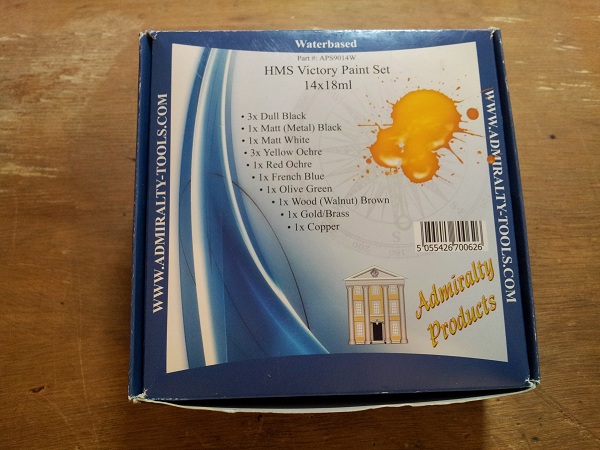 Waterbased
Part #: APS9014W
HMS Victory Paint Set
14x18ml
• 3x Dull Black
• 1x Matt (Metal) Black
• 1x Matt White
• 3x Yellow Ochre
• 1x Red Ochre
• 1x French Blue
• 1x Olive Green
• 1x Wood (Walnut) Brown
• 1x Gold/Brass
• 1x Copper
S
5 055426 700626
Admiralty
Products
WWW.ADMIRALTY-TOOLS.COM
WWW.ADMIRALTY-TOOLS.COM